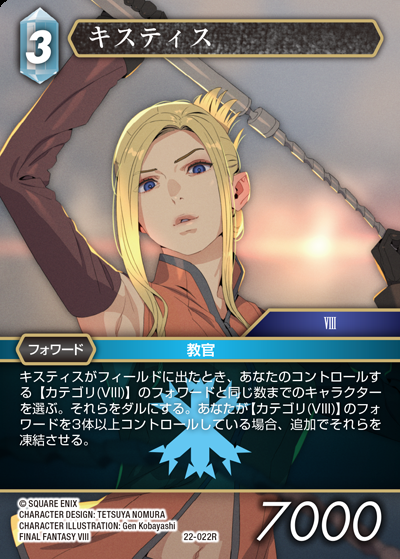 3
キスティス
VIII
フォワード
教官
キスティスがフィールドに出たとき、あなたのコントロールす
る【カテゴリ(VIII)】のフォワードと同じ数までのキャラクター
を選ぶ。それらをダルにする。あなたが【カテゴリ(VIII)】のフォ
ワードを3体以上コントロールしている場合、追加でそれらを
凍結させる。
© SQUARE ENIX
CHARACTER DESIGN: TETSUYA NOMURA
CHARACTER ILLUSTRATION: Gen Kobayashi
FINAL FANTASY VIII
22-022R
7000